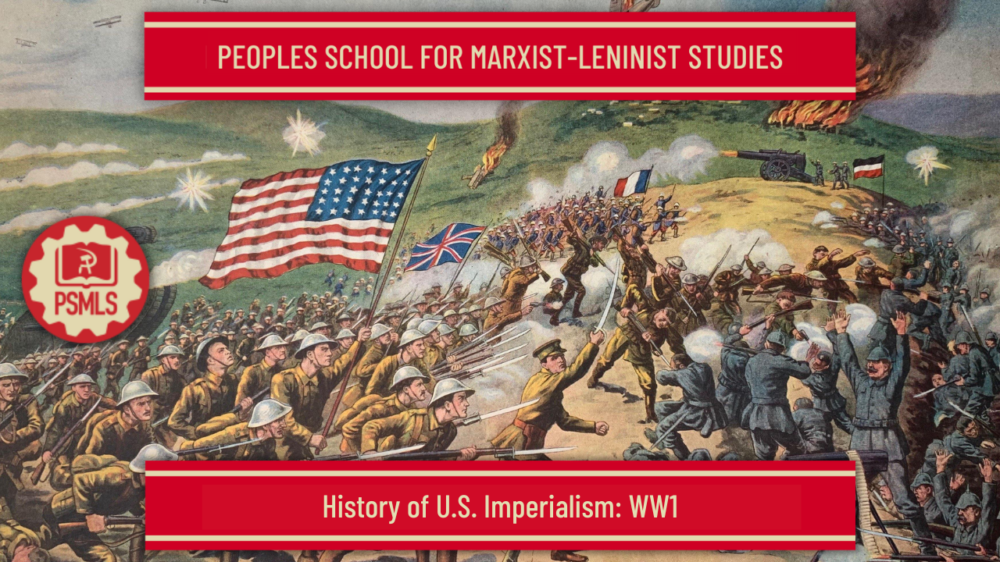 PEOPLES SCHOOL FOR MARXIST-LENINIST STUDIES
PSMLS
History of U.S. Imperialism: WW1